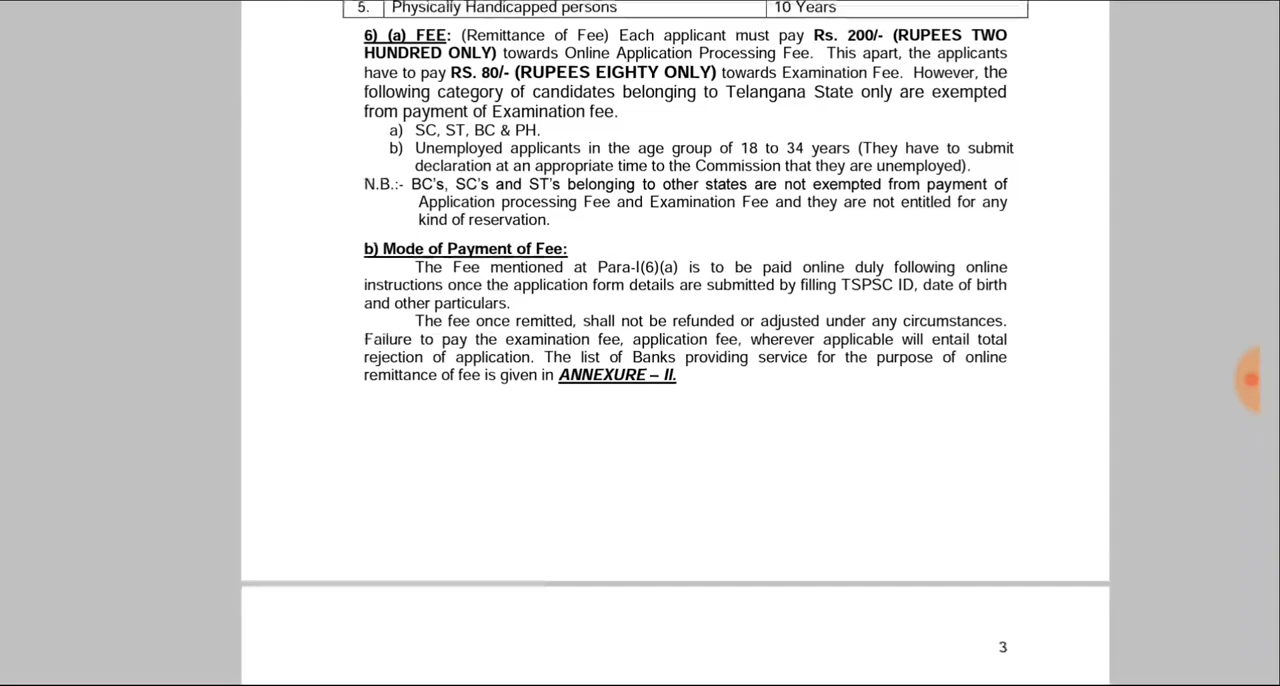 5. Physically Handicapped persons 10 Years
6) (a) FEE: (Remittance of Fee) Each applicant must pay Rs. 200/- (RUPEES TWO
HUNDRED ONLY) towards Online Application Processing Fee. This apart, the applicants
have to pay RS. 80/- (RUPEES EIGHTY ONLY) towards Examination Fee. However, the
following category of candidates belonging to Telangana State only are exempted
from payment of Examination fee.
a) SC, ST, BC & PH.
b) Unemployed applicants in the age group of 18 to 34 years (They have to submit
declaration at an appropriate time to the Commission that they are unemployed).
N.B.:- BC's, SC's and ST's belonging to other states are not exempted from payment of
Application processing Fee and Examination Fee and they are not entitled for any
kind of reservation.
b) Mode of Payment of Fee:
The Fee mentioned at Para-I(6)(a) is to be paid online duly following online
instructions once the application form details are submitted by filling TSPSC ID, date of birth
and other particulars.
The fee once remitted, shall not be refunded or adjusted under any circumstances.
Failure to pay the examination fee, application fee, wherever applicable will entail total
rejection of application. The list of Banks providing service for the purpose of online
remittance of fee is given in ANNEXURE – II.
3